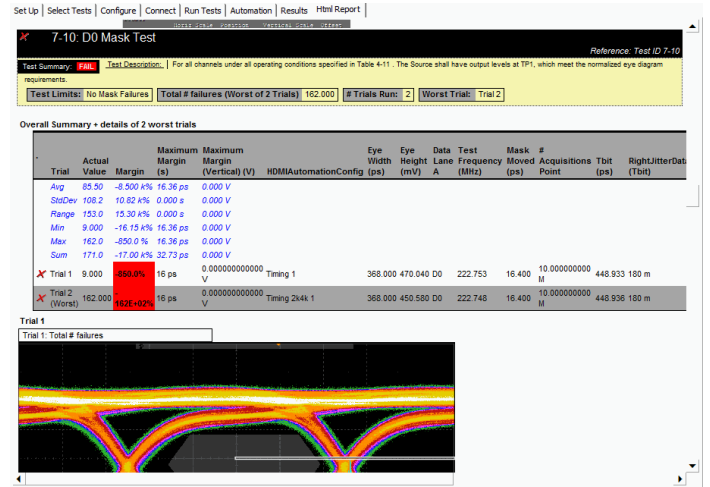 Set Up Select Tests Configure Connect Run Tests Automation Results Html Report
Horiz Scale Position Vertical Scale Offset
7-10: D0 Mask Test
Reference: Test ID 7-10
Test Summary: FAIL Test Description: For all channels under all operating conditions specified in Table 4-11 . The Source shall have output levels at TP1, which meet the normalized eye diagram
requirements.
Test Limits: No Mask Failures Total # failures (Worst of 2 Trials) 162.000 # Trials Run: 2 Worst Trial: Trial 2
Overall Summary + details of 2 worst trials
Trial Actual Value Margin Maximum Margin (s) Maximum Margin (Vertical) (V) HDMIAutomationConfig Eye Width (ps) Eye Height (mV) Data Lane A Test Frequency (MHz) Mask Moved (ps) # Acquisitions Point Tbit (ps) RightJitterData (Tbit)
Avg 85.50 -8.500 k% 16.36 ps 0.000 V
StdDev 108.2 10.82 k% 0.000 s 0.000 V
Range 153.0 15.30 k% 0.000 s 0.000 V
Min 9.000 -16.15 k% 16.36 ps 0.000 V
Max 162.0 -850.0 % 16.36 ps 0.000 V
Sum 171.0 -17.00 k% 32.73 ps 0.000 V
Trial 1 9.000 -850.0% 16 ps 0.000000000000 V Timing 1 368.000 470.040 D0 222.753 16.400 10.000000000 M 448.933 180 m
Trial 2 (Worst) 162.000 - 1625+02% 16 ps 0.000000000000 V Timing 2k4k 1 368.000 450.580 D0 222.748 16.400 10.000000000 M 448.936 180 m
Trial 1
Trial 1: Total # failures